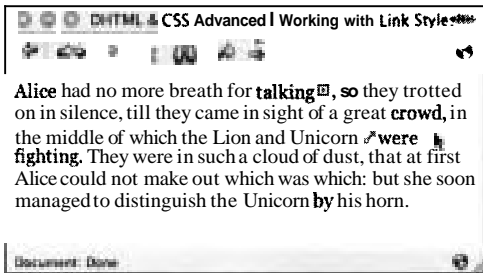 DHTML & CSS Advanced | Working with Link Styles
Alice had no more breath for talking, so they trotted
on in silence, till they came in sight of a great crowd, in
the middle of which the Lion and Unicorn were
fighting. They were in such a cloud of dust, that at first
Alice could not make out which was which: but she soon
managed to distinguish the Unicorn by his horn.
Document: Done